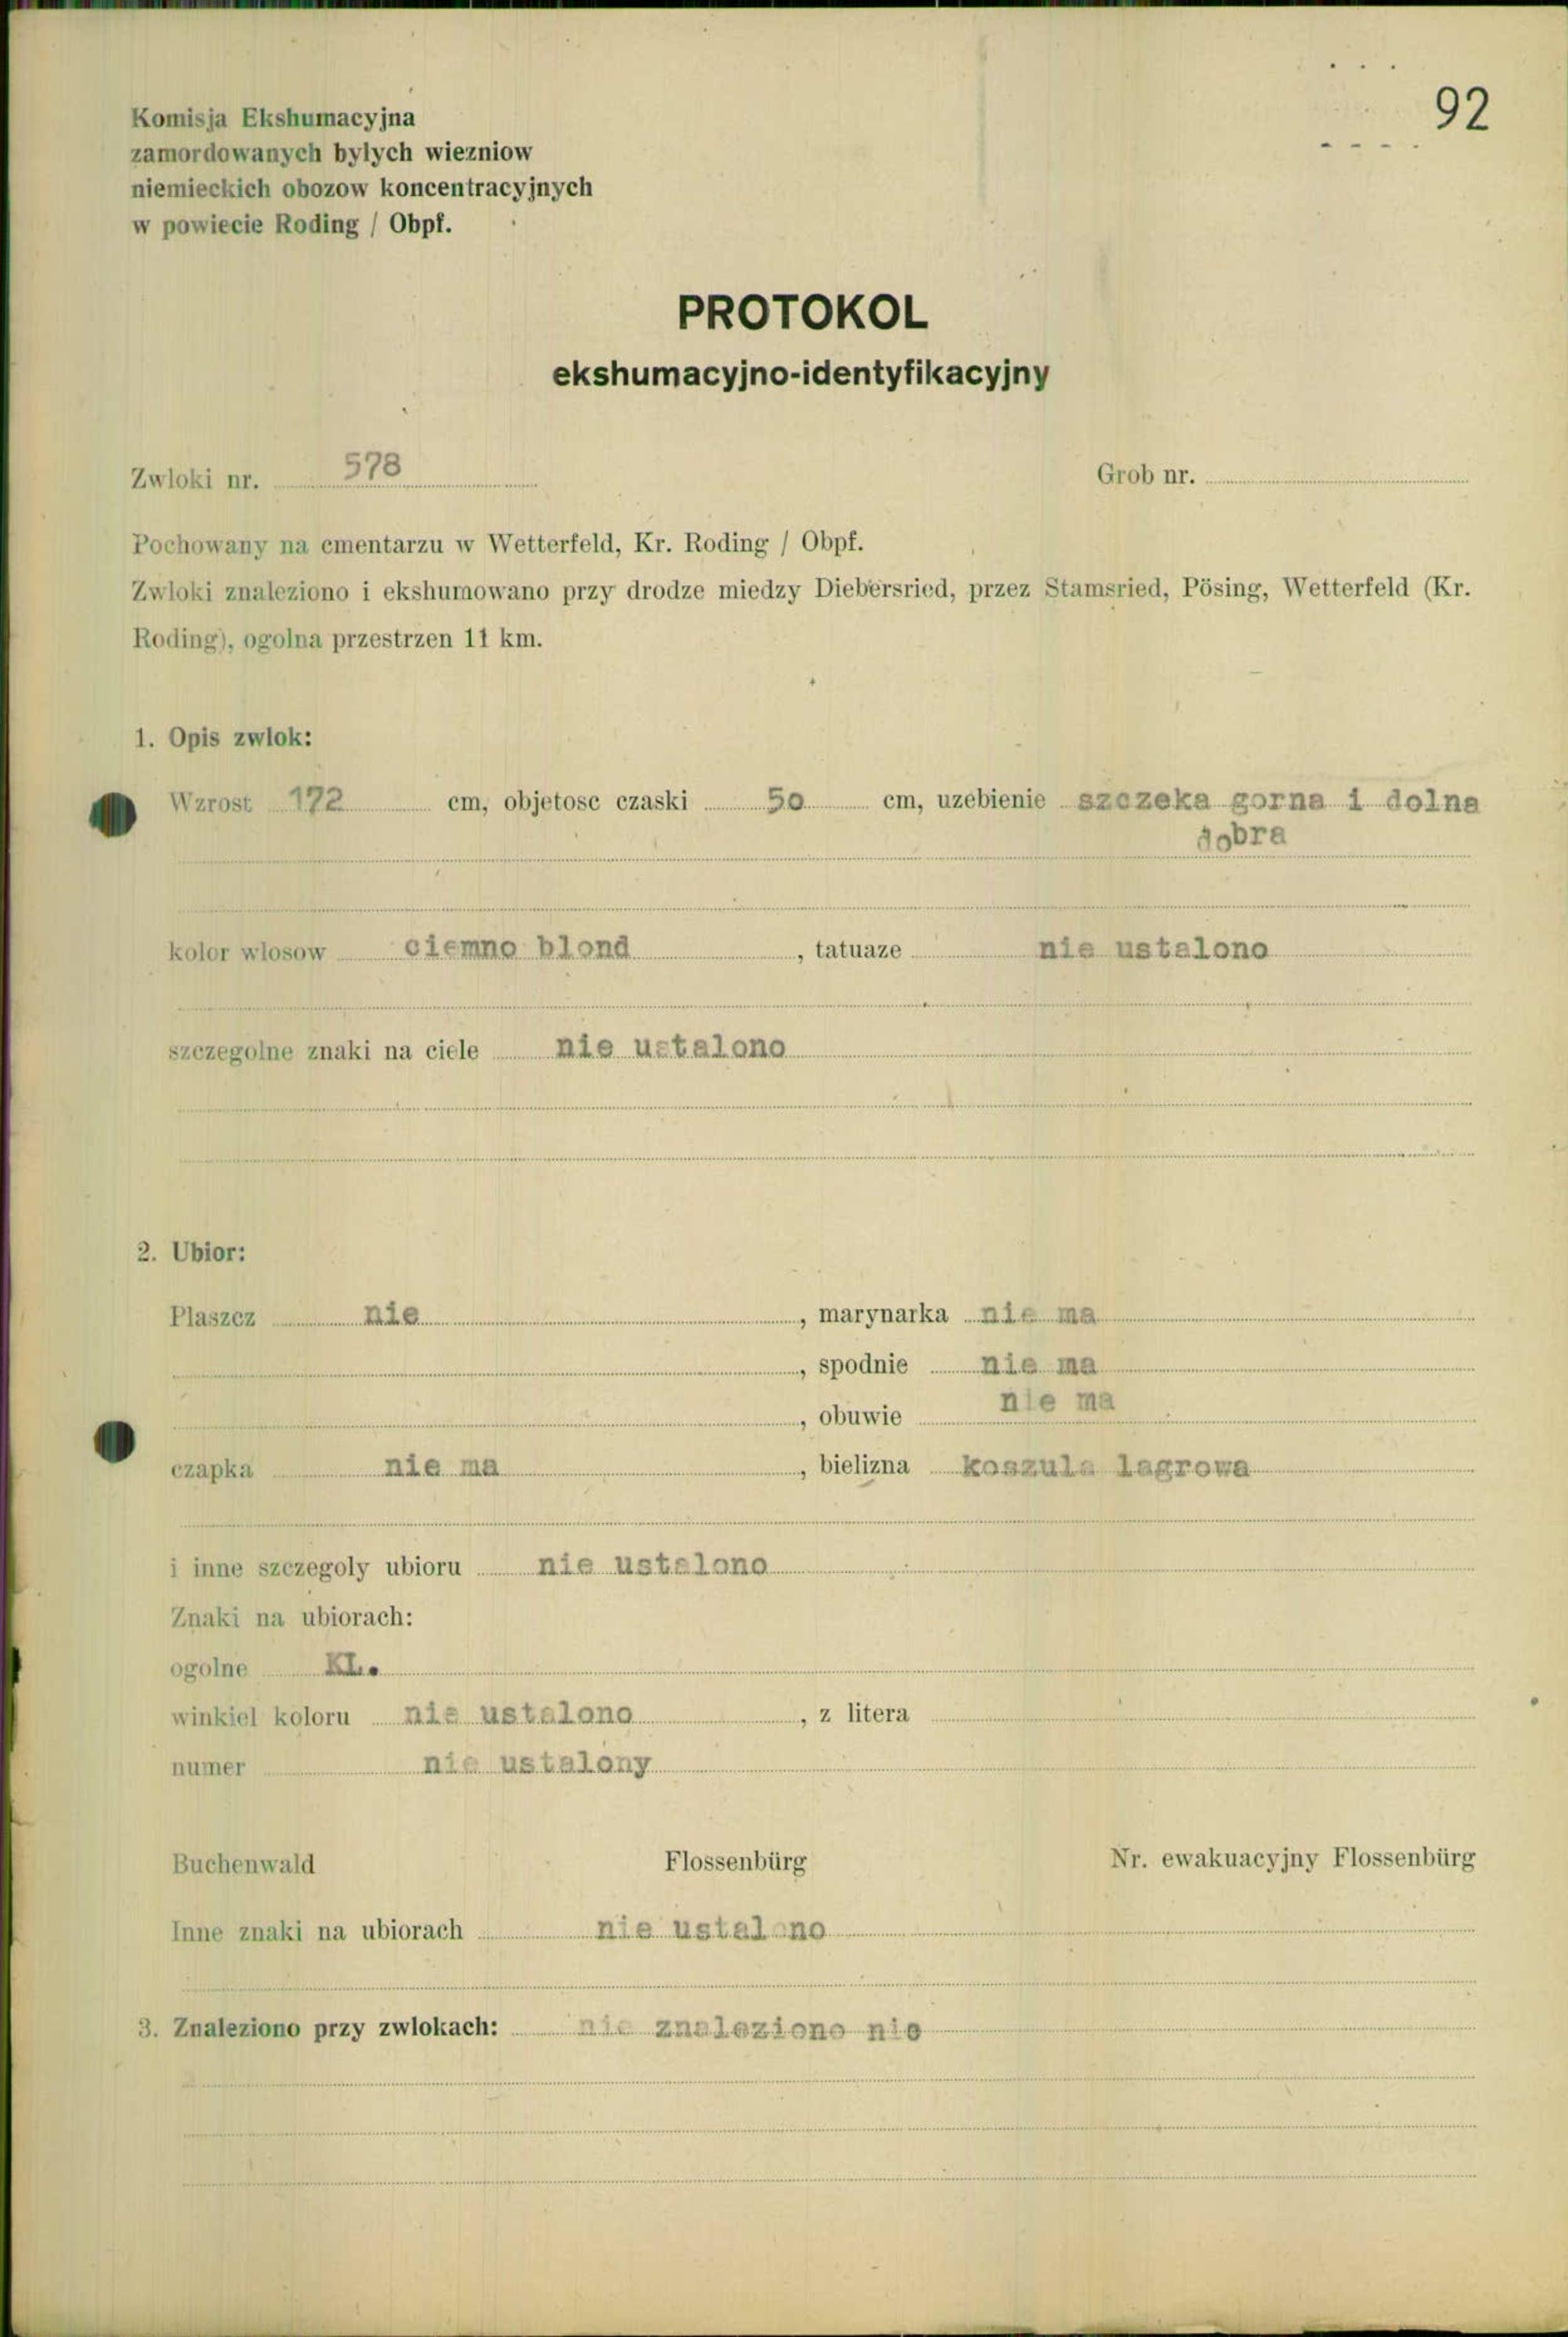 92
Komisja Ekshumacyjna
zamordowanych bylych wiezniow
niemieckich obozow koncentracyjnych
w powiecie Roding / Obpf.
PROTOKOL
ekshumacyjno-identyfikacyjny
Zwloki nr. 578 Grob nr.
Pochowany na cmentarzu w Wetterfeld, Kr. Roding / Obpf.
Zwloki znaleziono i ekshumowano przy drodze miedzy Diebersried, przez Stamsried, Pösing, Wetterfeld (Kr.
Roding), ogolna przestrzen 11 km.
1. Opis zwlok:
Wzrost 172 cm, objetosc czaski 50 cm, uzebienie szczeka gorna i dolna
dobra
kolor wlosow ciemno blond, tatuaze nie ustalono
szczegolne znaki na ciele nie ustalono
2. Ubior:
Plaszcz nie, marynarka nie ma
, spodnie nie ma
, obuwie nie ma
czapka nie ma, bielizna koszula lagrowa
i inne szczegoly ubioru nie ustalono
Znaki na ubiorach:
ogolne KL.
winkiel koloru nie ustalono, z litera
numer nie ustalony
Buchenwald Flossenbürg Nr. ewakuacyjny Flossenbürg
Inne znaki na ubiorach nie ustalono
3. Znaleziono przy zwlokach: nie znaleziono nic